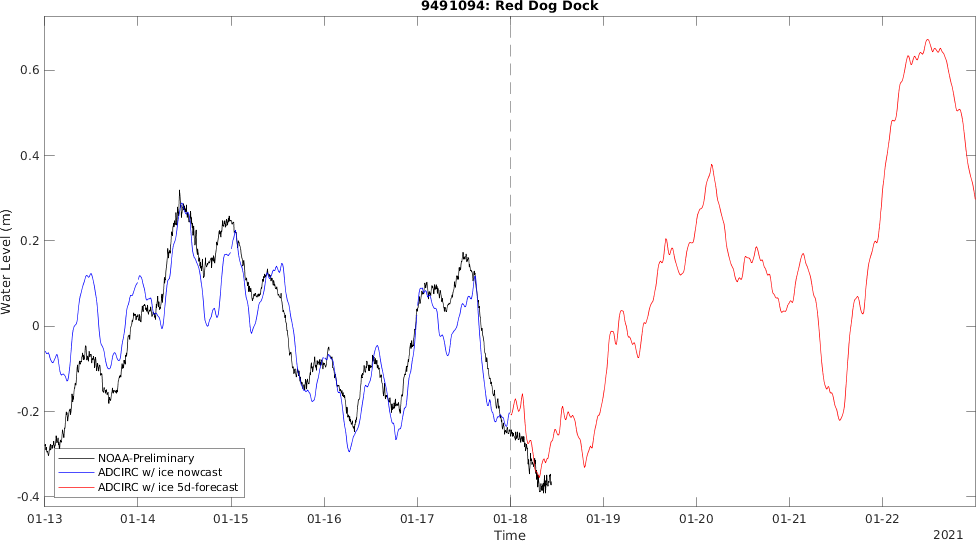 9491094: Red Dog Dock
Water Level (m)
0.6
0.4
0.2
0
-0.2
-0.4
NOAA-Preliminary
ADCIRC w/ ice nowcast
ADCIRC w/ ice 5d-forecast
01-13 01-14 01-15 01-16 01-17 01-18 01-19 01-20 01-21 01-22
Time
2021